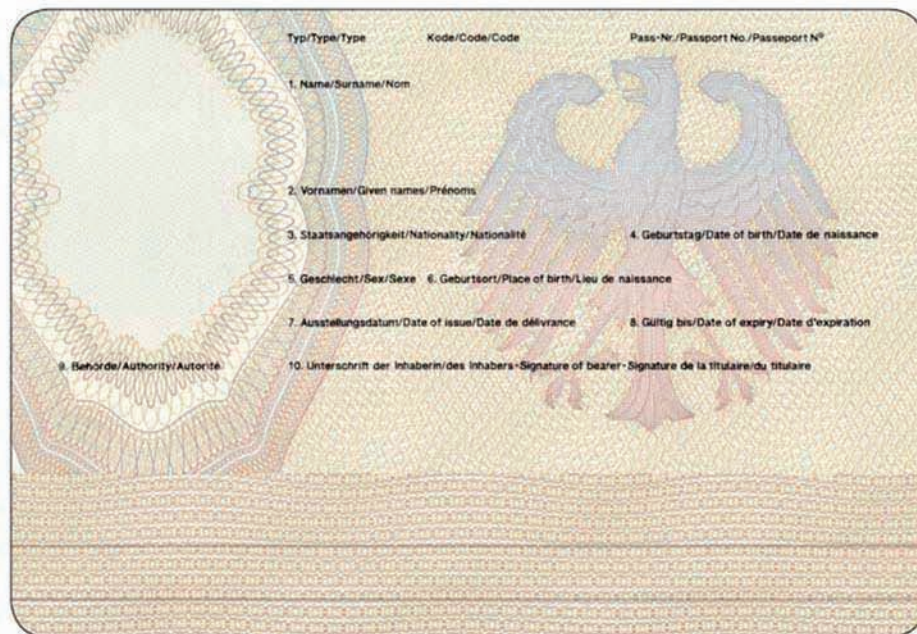 Typ/Type/Type Kode/Code/Code Pass-Nr./Passport No./Passeport Nº
1. Name/Surname/Nom
2. Vornamen/Given names/Prénoms
3. Staatsangehörigkeit/Nationality/Nationalité 4. Geburtstag/Date of birth/Date de naissance
5. Geschlecht/Sex/Sexe 6. Geburtsort/Place of birth/Lieu de naissance
7. Ausstellungsdatum/Date of issue/Date de délivrance 8. Gültig bis/Date of expiry/Date d'expiration
9. Behörde/Authority/Autorité 10. Unterschrift der Inhaberin/des Inhabers-Signature of bearer-Signature de la titulaire/du titulaire